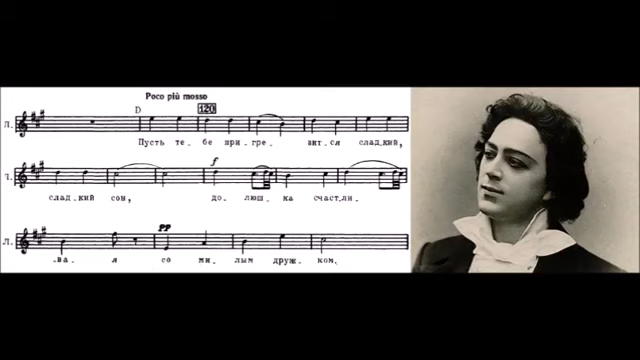 Poco più mosso
D 120
Л.
Пусть те- бе при-гре- зит-ся слад-кий,
f
Л.
слад-кий сон, до- люш- ка счаст-ли-
pp
Л.
-ва- я со ми- лым друж- ком,